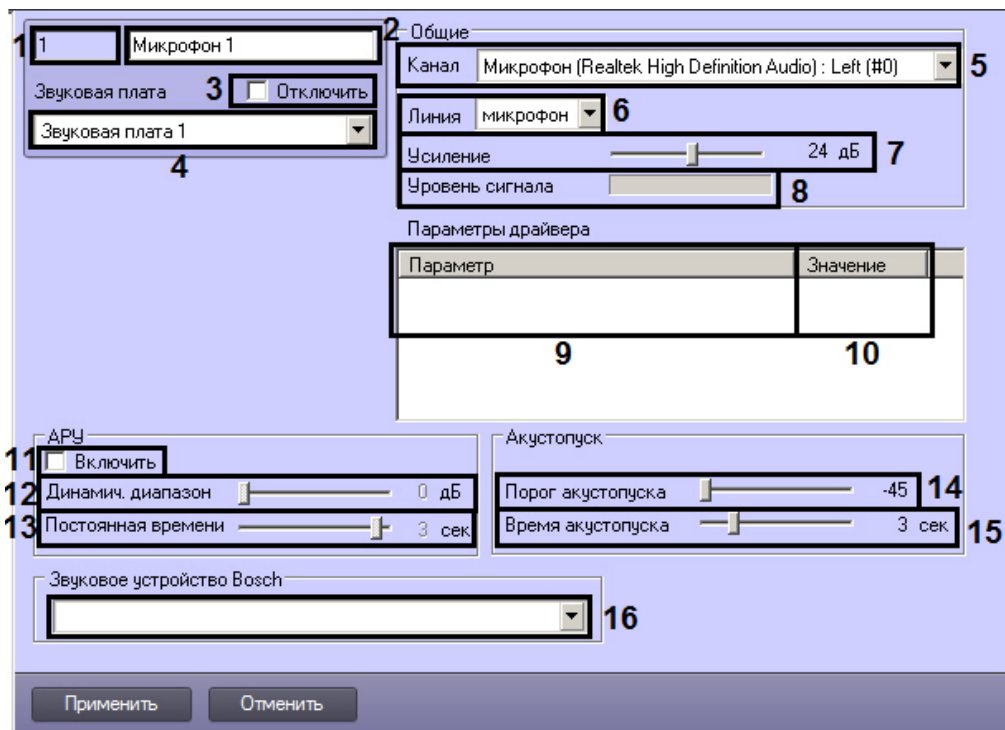 1 1 Микрофон 1 2
Звуковая плата 3 Отключить
Звуковая плата 1
4
Общие
Канал Микрофон (Realtek High Definition Audio) : Left (#0) 5
Линия микрофон 6
Усиление 24 дБ 7
Уровень сигнала 8
Параметры драйвера
Параметр Значение
9 10
АРУ
11 Включить
12 Динамич. диапазон 0 дБ
13 Постоянная времени 3 сек
Акустопуск
Порог акустопуска -45 14
Время акустопуска 3 сек 15
Звуковое устройство Bosch
16
Применить Отменить